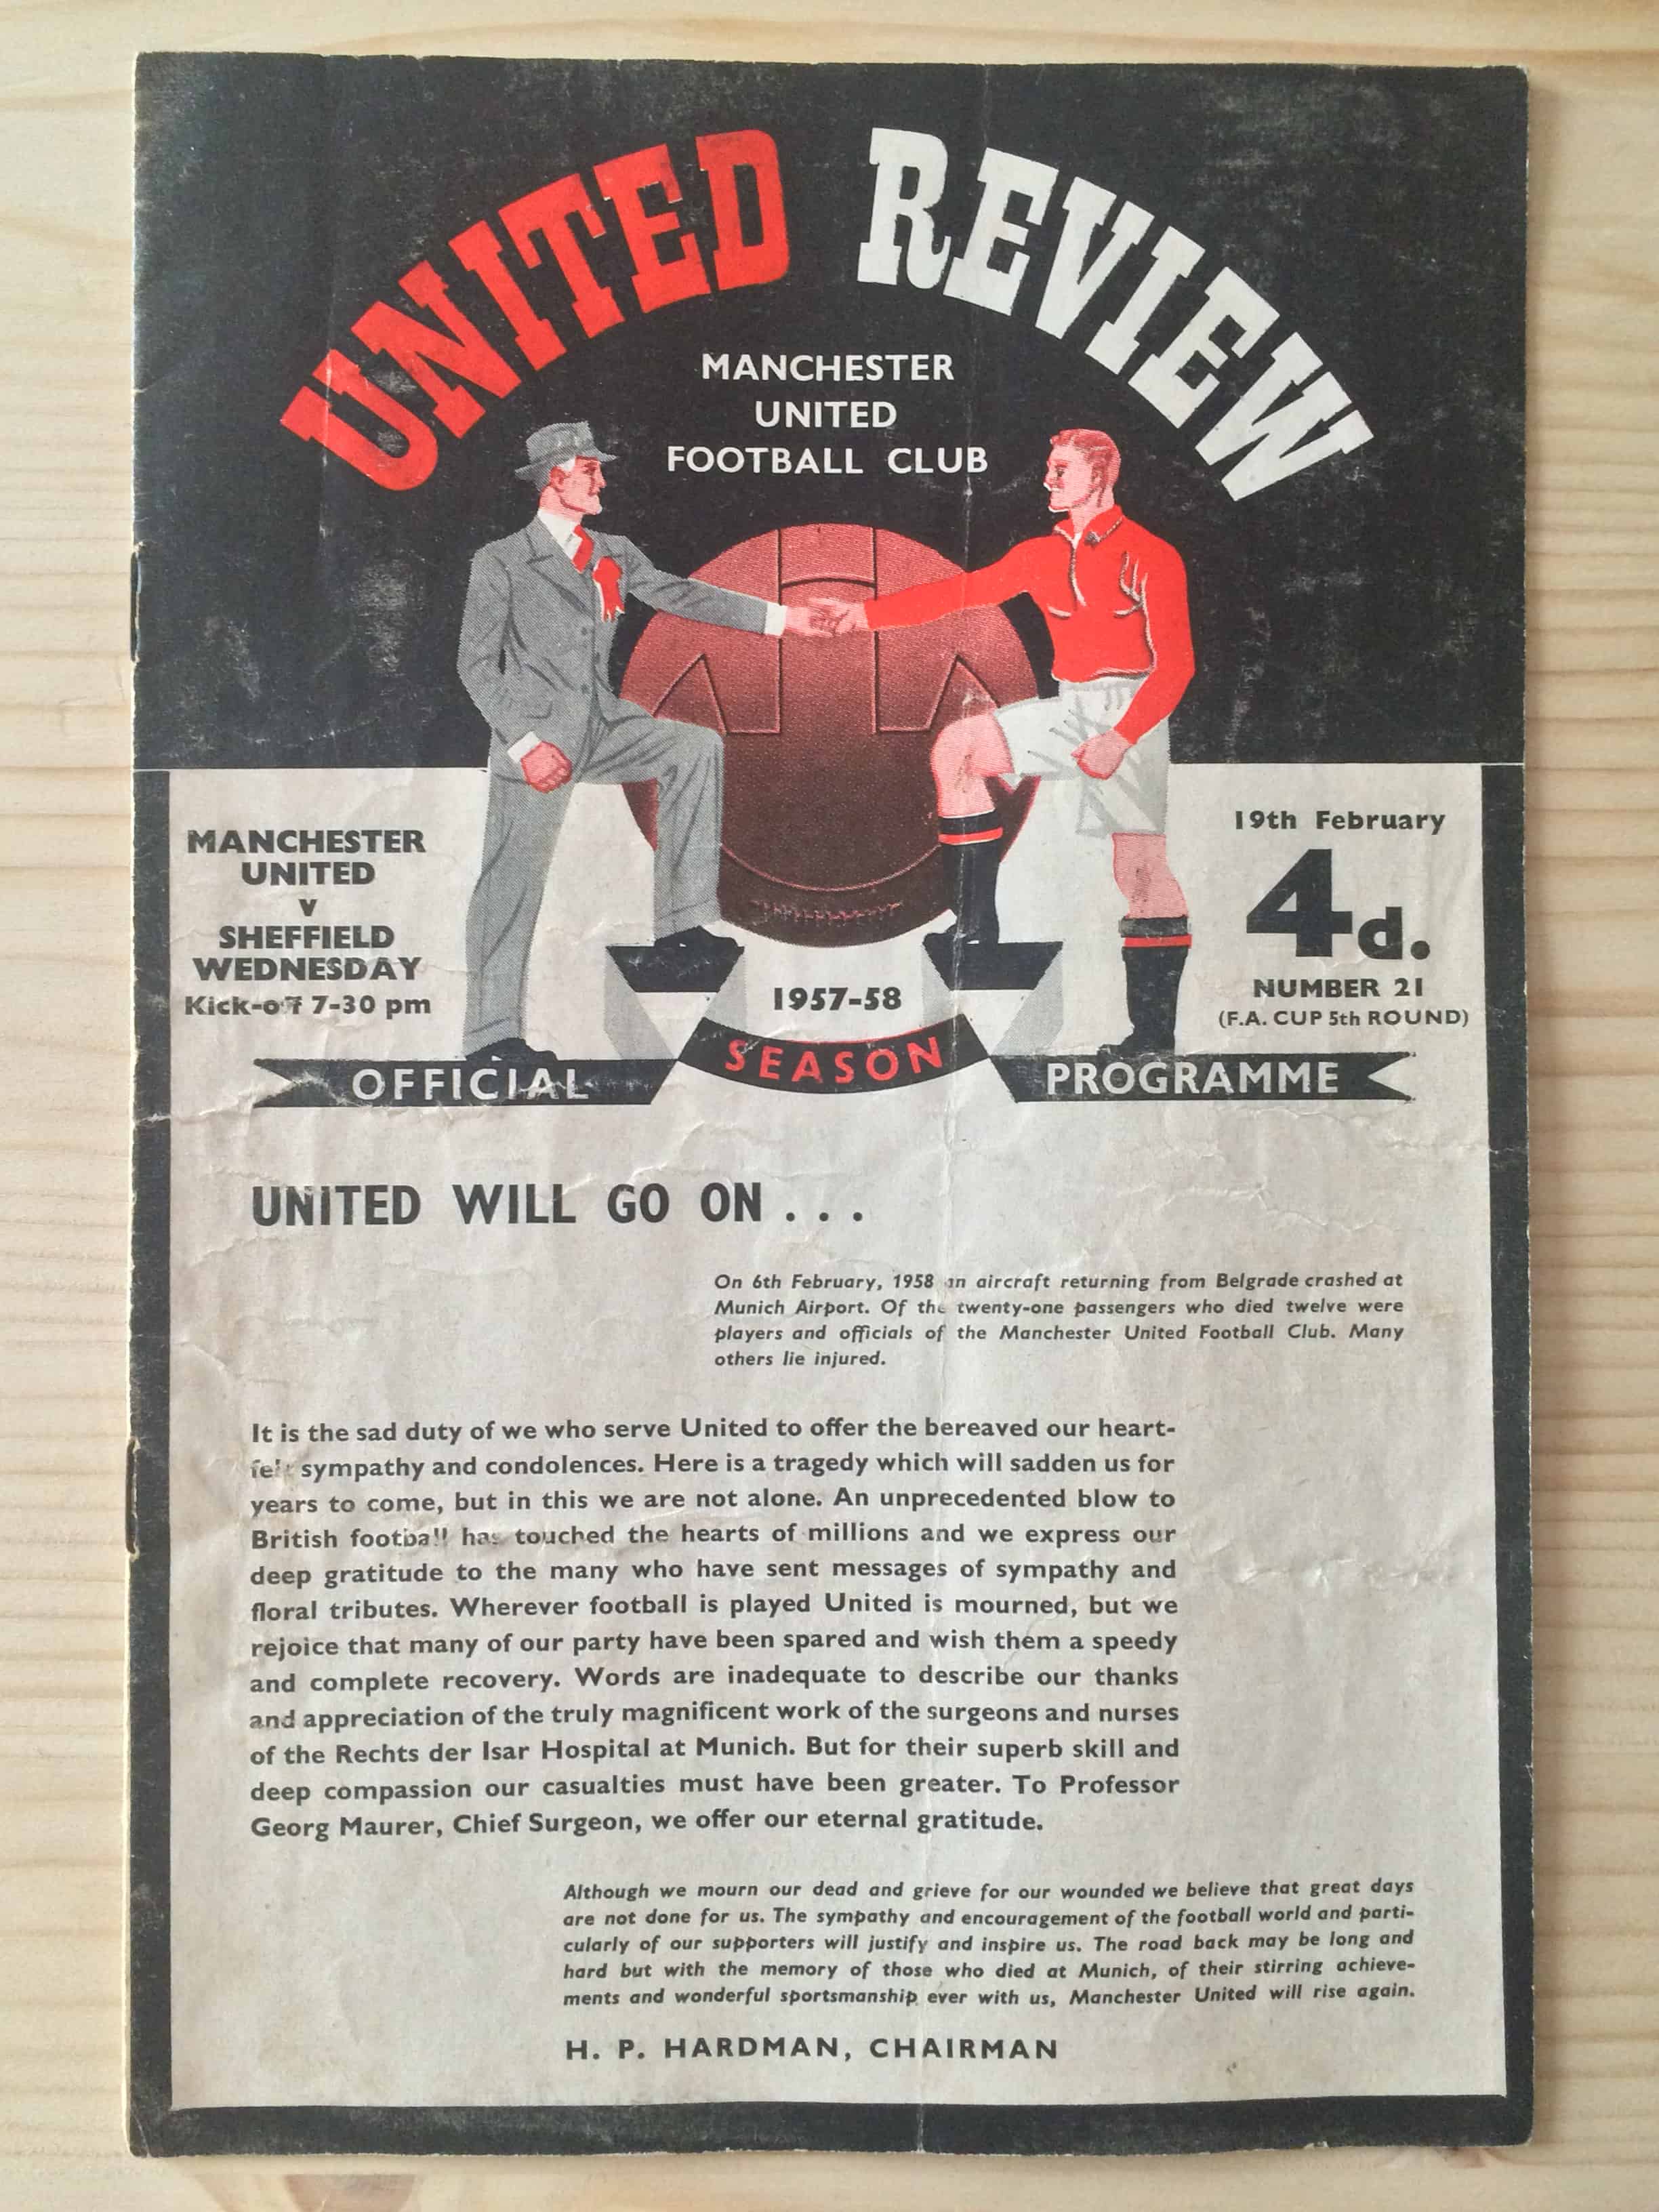 UNITED REVIEW
MANCHESTER
UNITED
FOOTBALL CLUB
MANCHESTER
UNITED
v
SHEFFIELD
WEDNESDAY
Kick-off 7-30 pm
19th February
4d.
NUMBER 21
(F.A. CUP 5th ROUND)
1957-58
OFFICIAL SEASON PROGRAMME
UNITED WILL GO ON . . .
On 6th February, 1958 an aircraft returning from Belgrade crashed at
Munich Airport. Of the twenty-one passengers who died twelve were
players and officials of the Manchester United Football Club. Many
others lie injured.
It is the sad duty of we who serve United to offer the bereaved our heart-
felt sympathy and condolences. Here is a tragedy which will sadden us for
years to come, but in this we are not alone. An unprecedented blow to
British football has touched the hearts of millions and we express our
deep gratitude to the many who have sent messages of sympathy and
floral tributes. Wherever football is played United is mourned, but we
rejoice that many of our party have been spared and wish them a speedy
and complete recovery. Words are inadequate to describe our thanks
and appreciation of the truly magnificent work of the surgeons and nurses
of the Rechts der Isar Hospital at Munich. But for their superb skill and
deep compassion our casualties must have been greater. To Professor
Georg Maurer, Chief Surgeon, we offer our eternal gratitude.
Although we mourn our dead and grieve for our wounded we believe that great days
are not done for us. The sympathy and encouragement of the football world and parti-
cularly of our supporters will justify and inspire us. The road back may be long and
hard but with the memory of those who died at Munich, of their stirring achieve-
ments and wonderful sportsmanship ever with us, Manchester United will rise again.
H. P. HARDMAN, CHAIRMAN